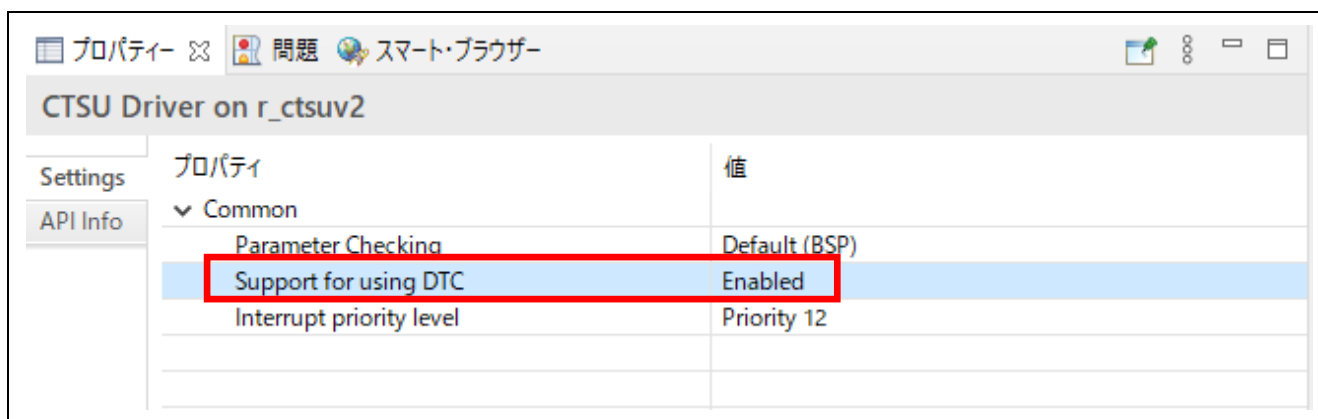 プロパティー 問題 スマート・ブラウザー
CTSU Driver on r_ctsuv2
Settings
API Info
プロパティ 値
Common
Parameter Checking Default (BSP)
Support for using DTC Enabled
Interrupt priority level Priority 12